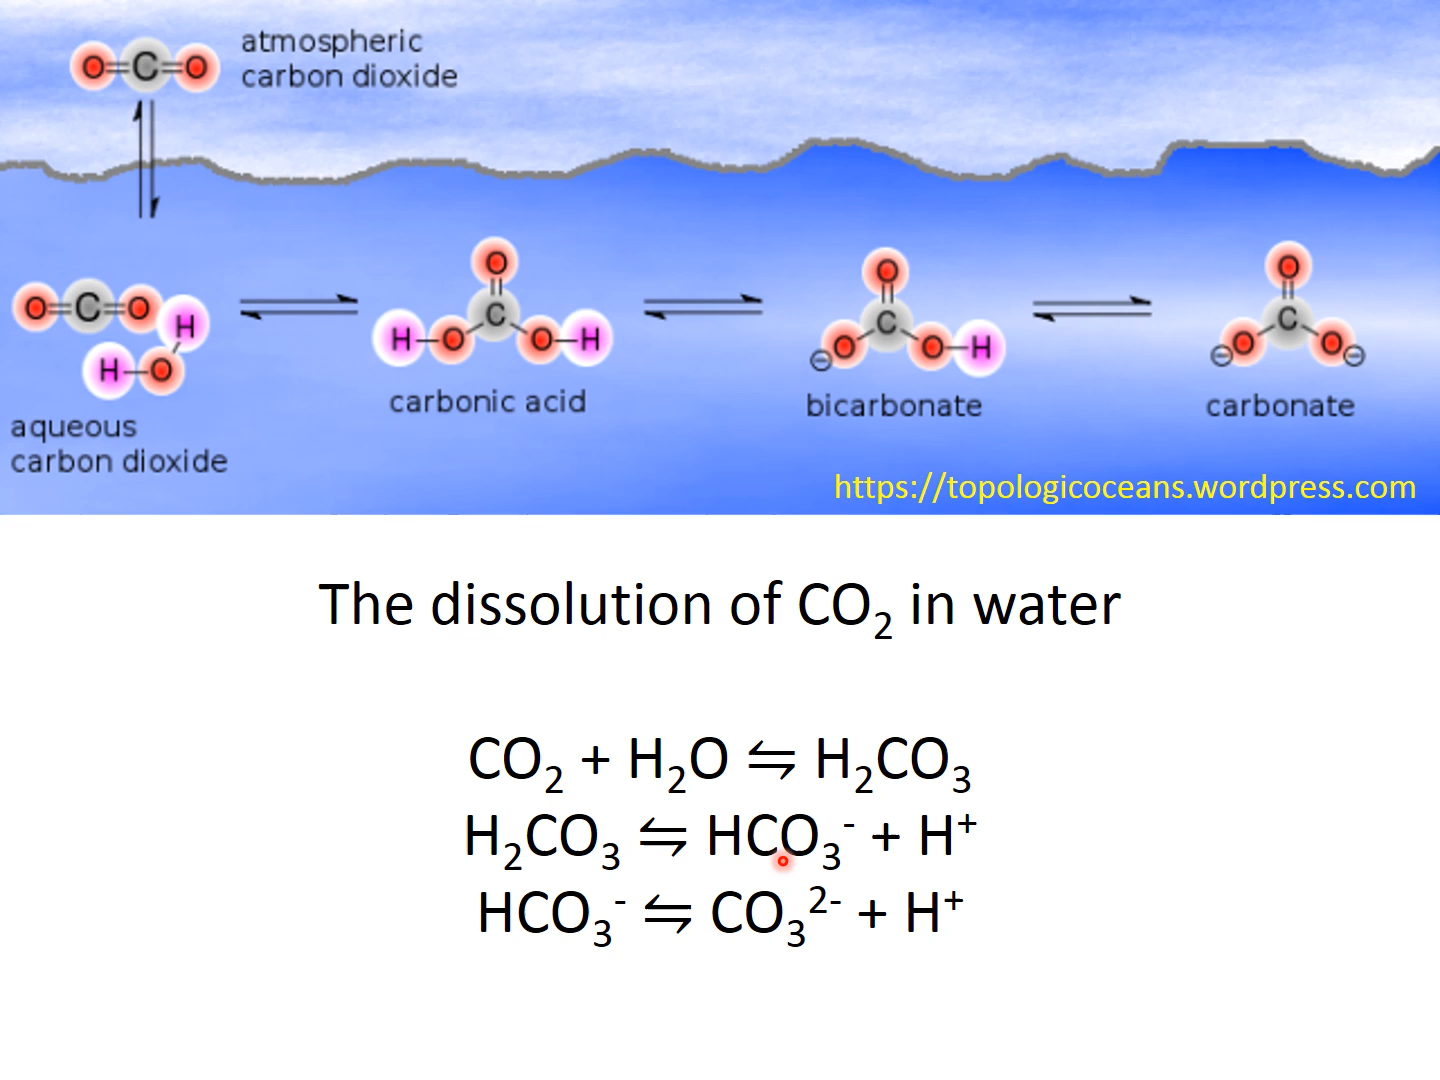 O=C=O
atmospheric
carbon dioxide
O=C=O
H
H–O
aqueous
carbon dioxide
O
C
H–O O–H
carbonic acid
O
C
⊖O O–H
bicarbonate
O
C
⊖O O⊖
carbonate
https://topologicoceans.wordpress.com
The dissolution of CO₂ in water
CO₂ + H₂O ⇋ H₂CO₃
H₂CO₃ ⇋ HCO₃⁻ + H⁺
HCO₃⁻ ⇋ CO₃²⁻ + H⁺